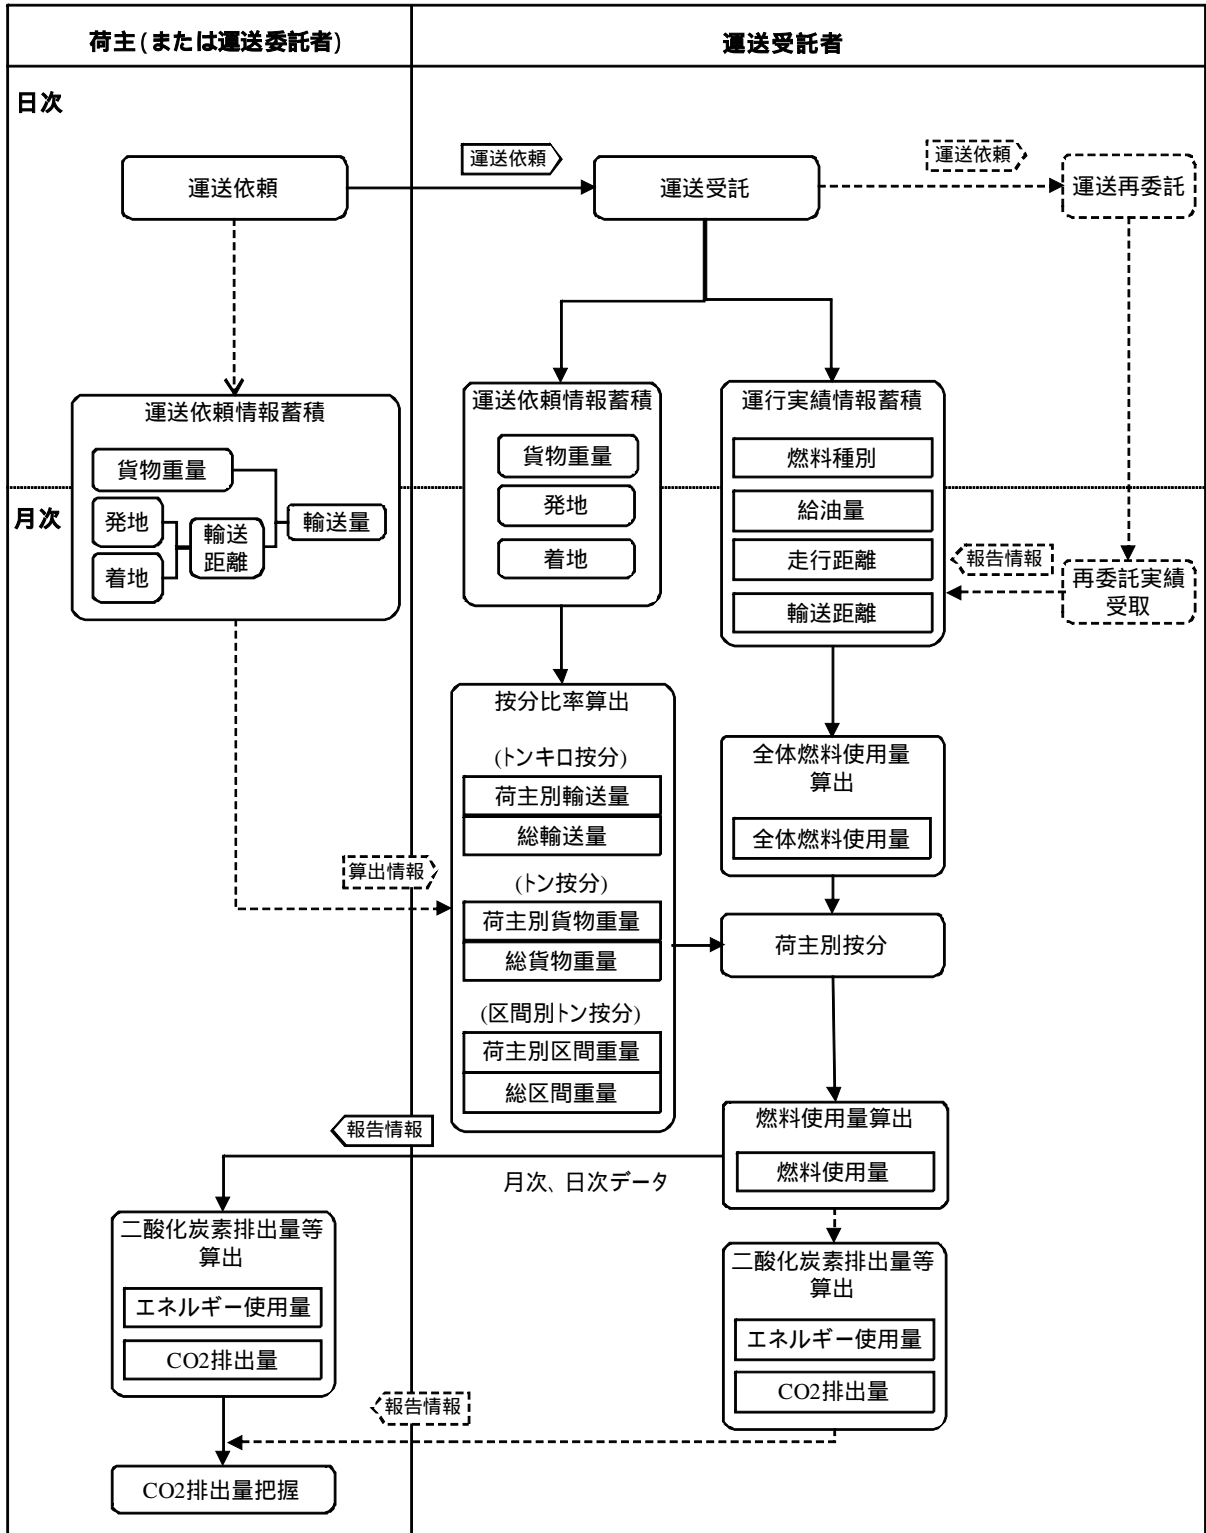 荷主(または運送委託者)
運送受託者
日次
運送依頼
運送依頼
運送依頼
運送受託
運送再委託
運送依頼情報蓄積
貨物重量
発地
着地
輸送
距離
輸送量
運送依頼情報蓄積
貨物重量
発地
着地
運行実績情報蓄積
燃料種別
給油量
走行距離
輸送距離
月次
報告情報
再委託実績
受取
按分比率算出
(トンキロ按分)
荷主別輸送量
総輸送量
(トン按分)
荷主別貨物重量
総貨物重量
(区間別トン按分)
荷主別区間重量
総区間重量
全体燃料使用量
算出
全体燃料使用量
算出情報
荷主別按分
報告情報
燃料使用量算出
燃料使用量
月次、日次データ
二酸化炭素排出量等
算出
エネルギー使用量
CO2排出量
二酸化炭素排出量等
算出
エネルギー使用量
CO2排出量
報告情報
CO2排出量把握